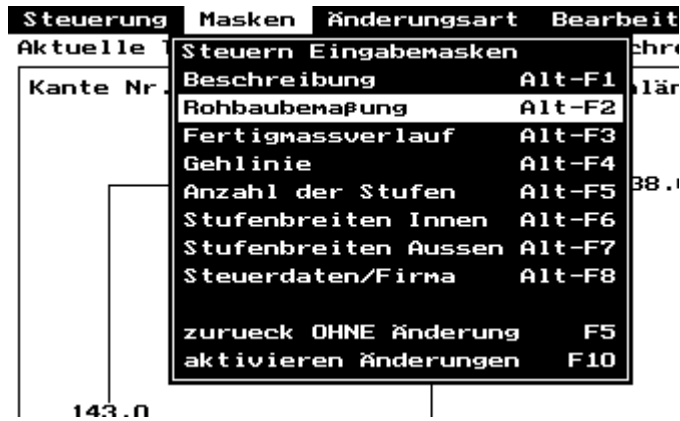 Steuerung Masken Änderungsart
Aktuelle
Kante Nr.
Steuern Eingabemasken
Beschreibung Alt-F1
Rohbaubemaßung Alt-F2
Fertigmassverlauf Alt-F3
Gehlinie Alt-F4
Anzahl der Stufen Alt-F5
Stufenbreiten Innen Alt-F6
Stufenbreiten Aussen Alt-F7
Steuerdaten/Firma Alt-F8
zurueck OHNE Änderung F5
aktivieren Änderungen F10
143.0